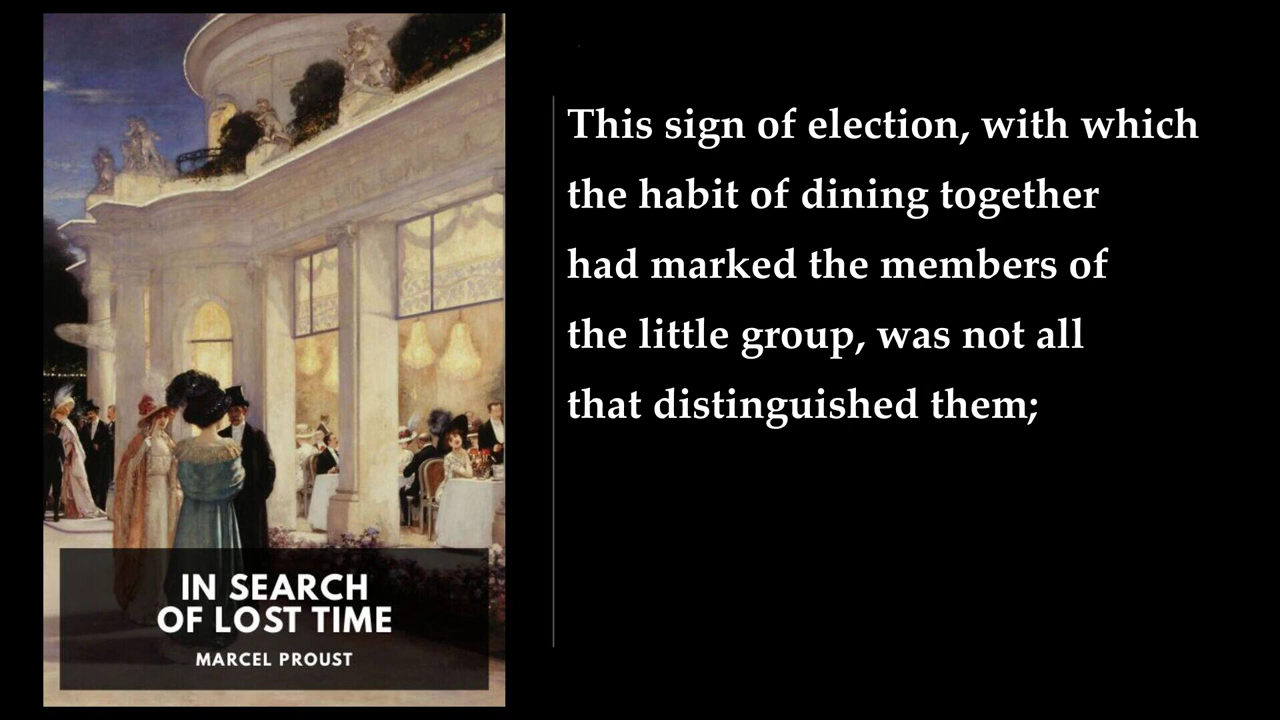 This sign of election, with which
the habit of dining together
had marked the members of
the little group, was not all
that distinguished them;
IN SEARCH
OF LOST TIME
MARCEL PROUST